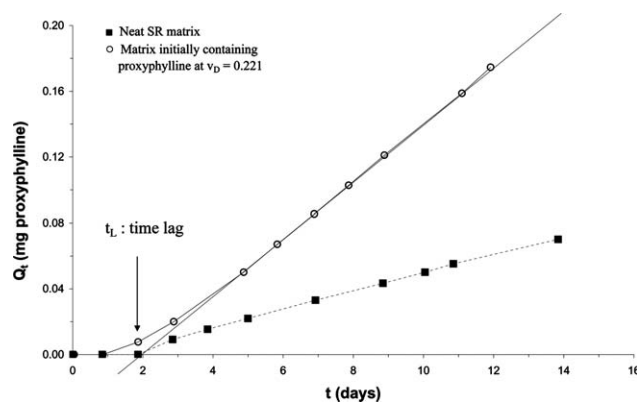 0.20
Neat SR matrix
Matrix initially containing
proxyphylline at v_D = 0.221
0.16
0.12
t_L : time lag
0.08
0.04
0.00
Q_t (mg proxyphylline)
0 2 4 6 8 10 12 14 16
t (days)